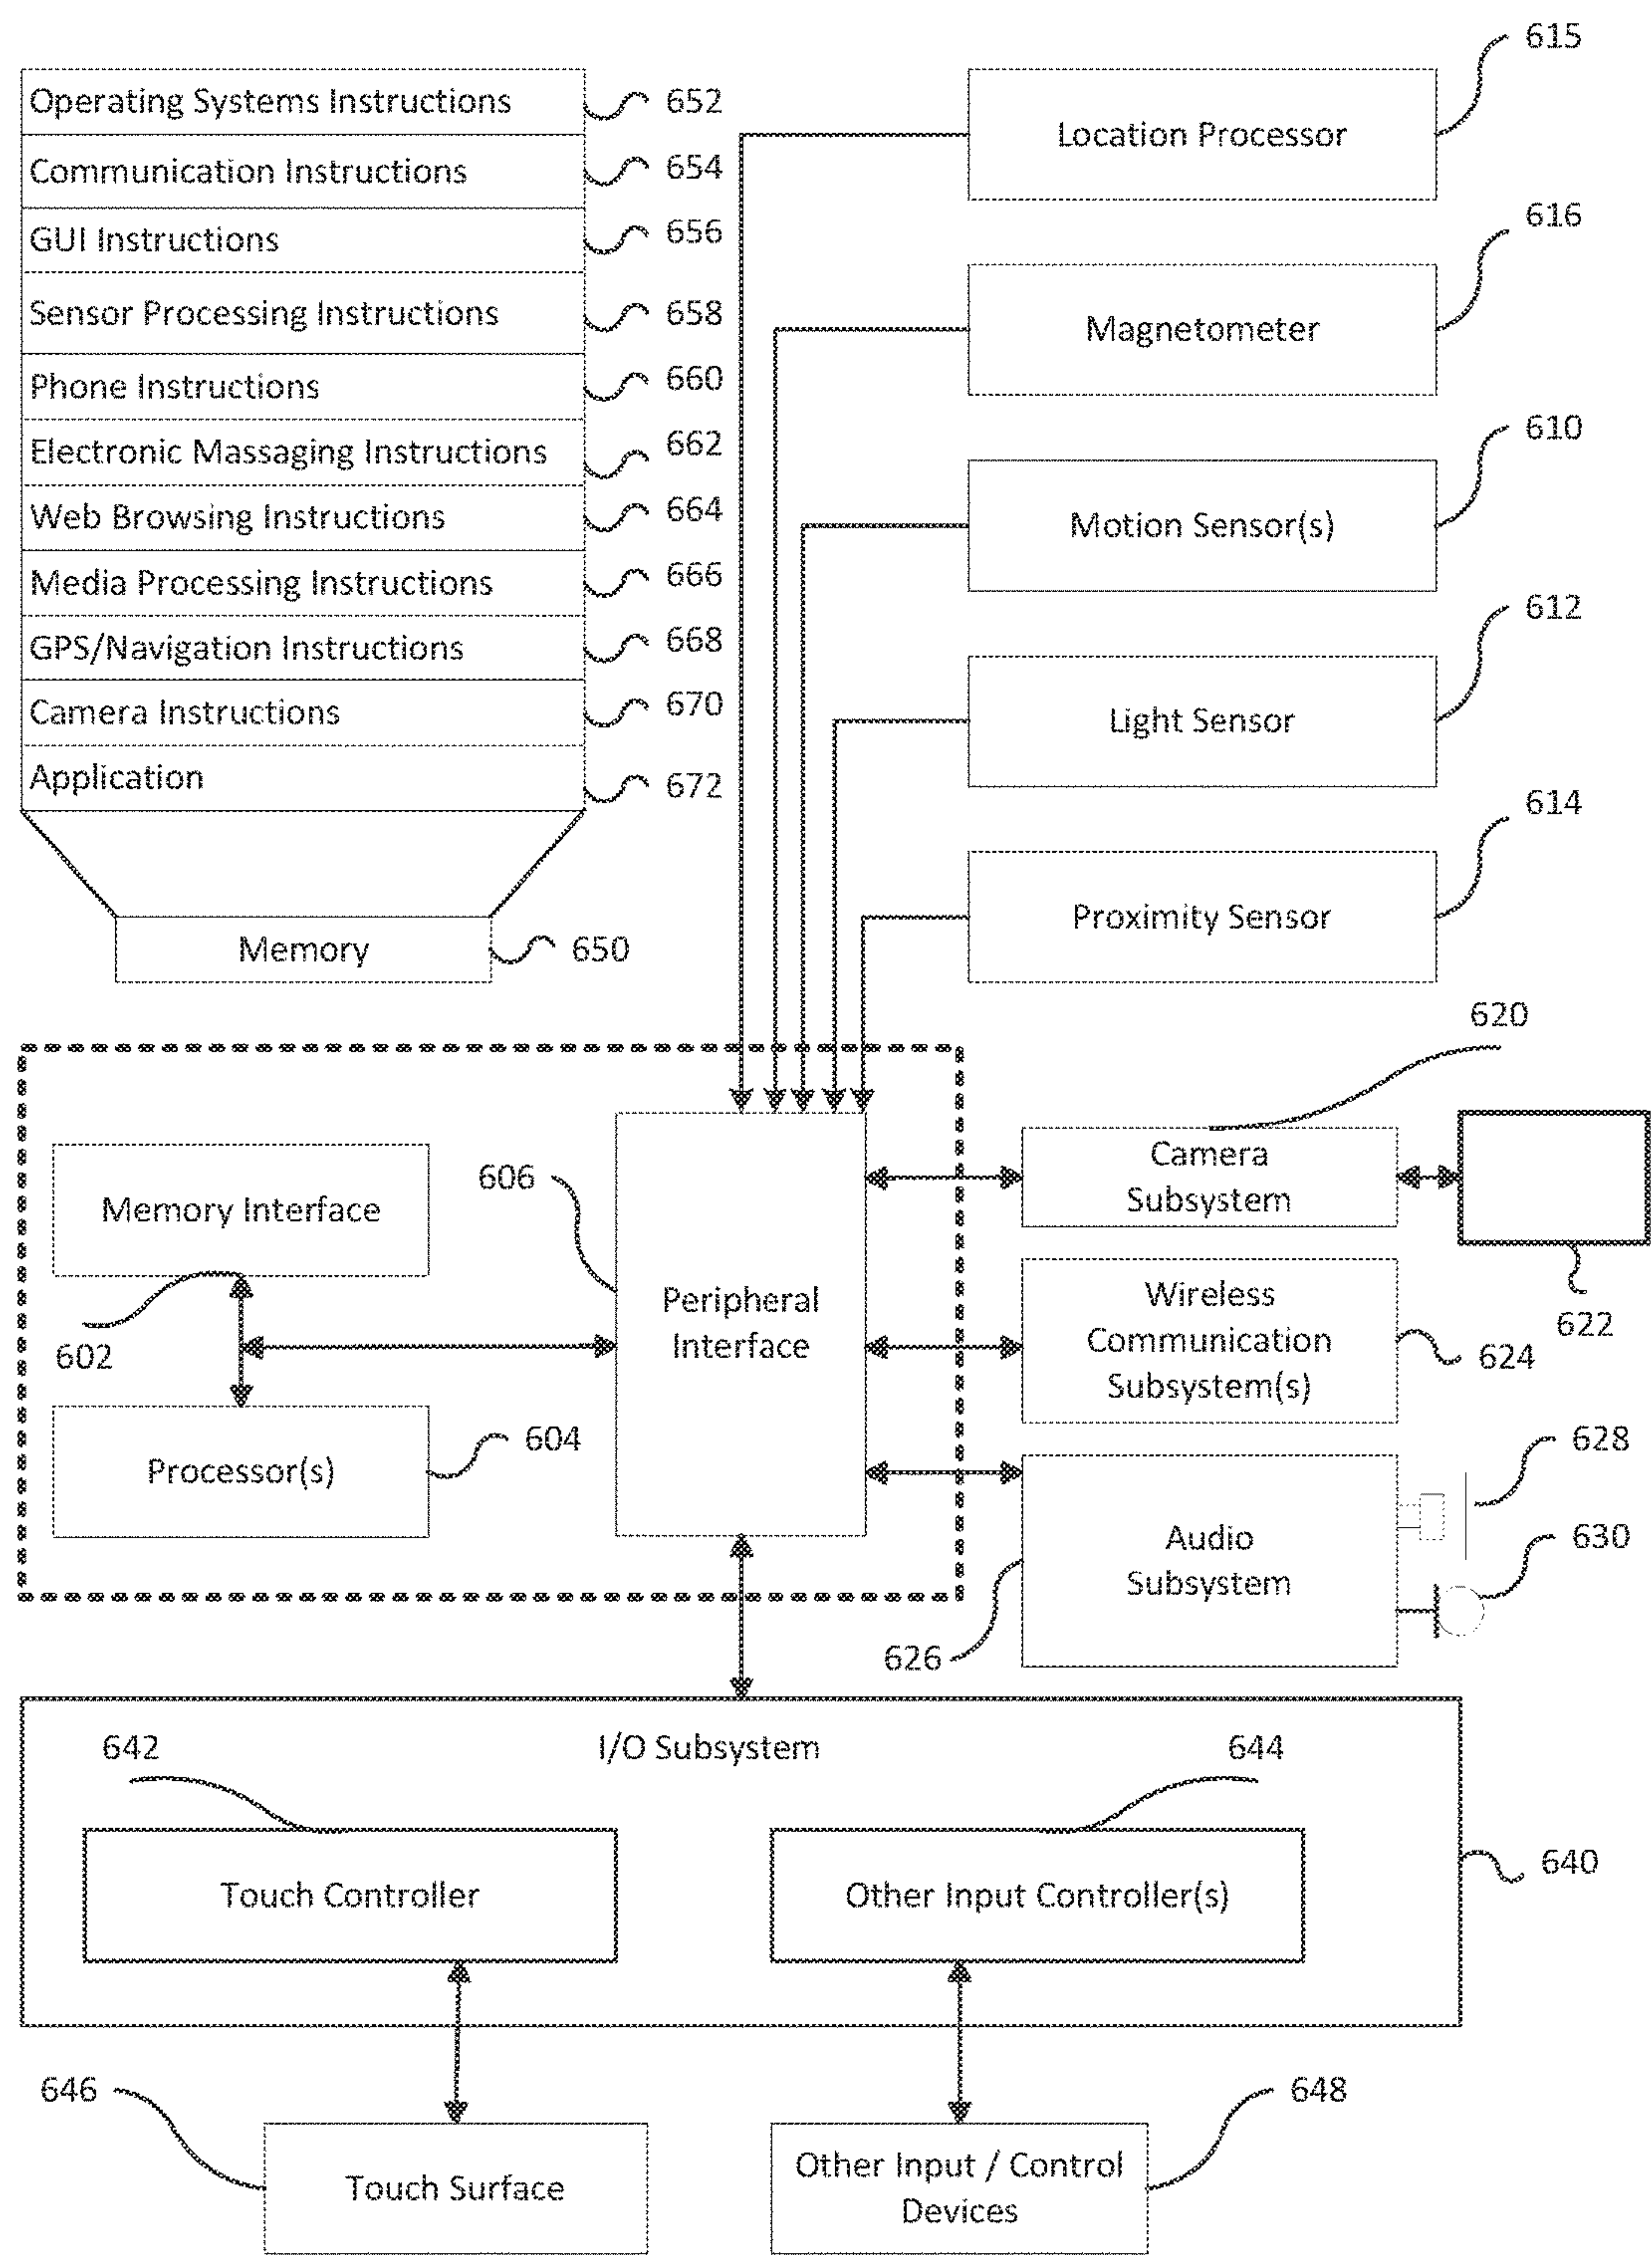 Operating Systems Instructions 652
Communication Instructions 654
GUI Instructions 656
Sensor Processing Instructions 658
Phone Instructions 660
Electronic Massaging Instructions 662
Web Browsing Instructions 664
Media Processing Instructions 666
GPS/Navigation Instructions 668
Camera Instructions 670
Application 672
Memory 650
615
Location Processor
616
Magnetometer
610
Motion Sensor(s)
612
Light Sensor
614
Proximity Sensor
620
Camera
Subsystem
622
Memory Interface
602
606
Peripheral
Interface
Wireless
Communication
Subsystem(s)
624
Processor(s)
604
628
Audio
Subsystem
630
626
I/O Subsystem
642
644
Touch Controller
Other Input Controller(s)
640
646
Touch Surface
648
Other Input / Control
Devices